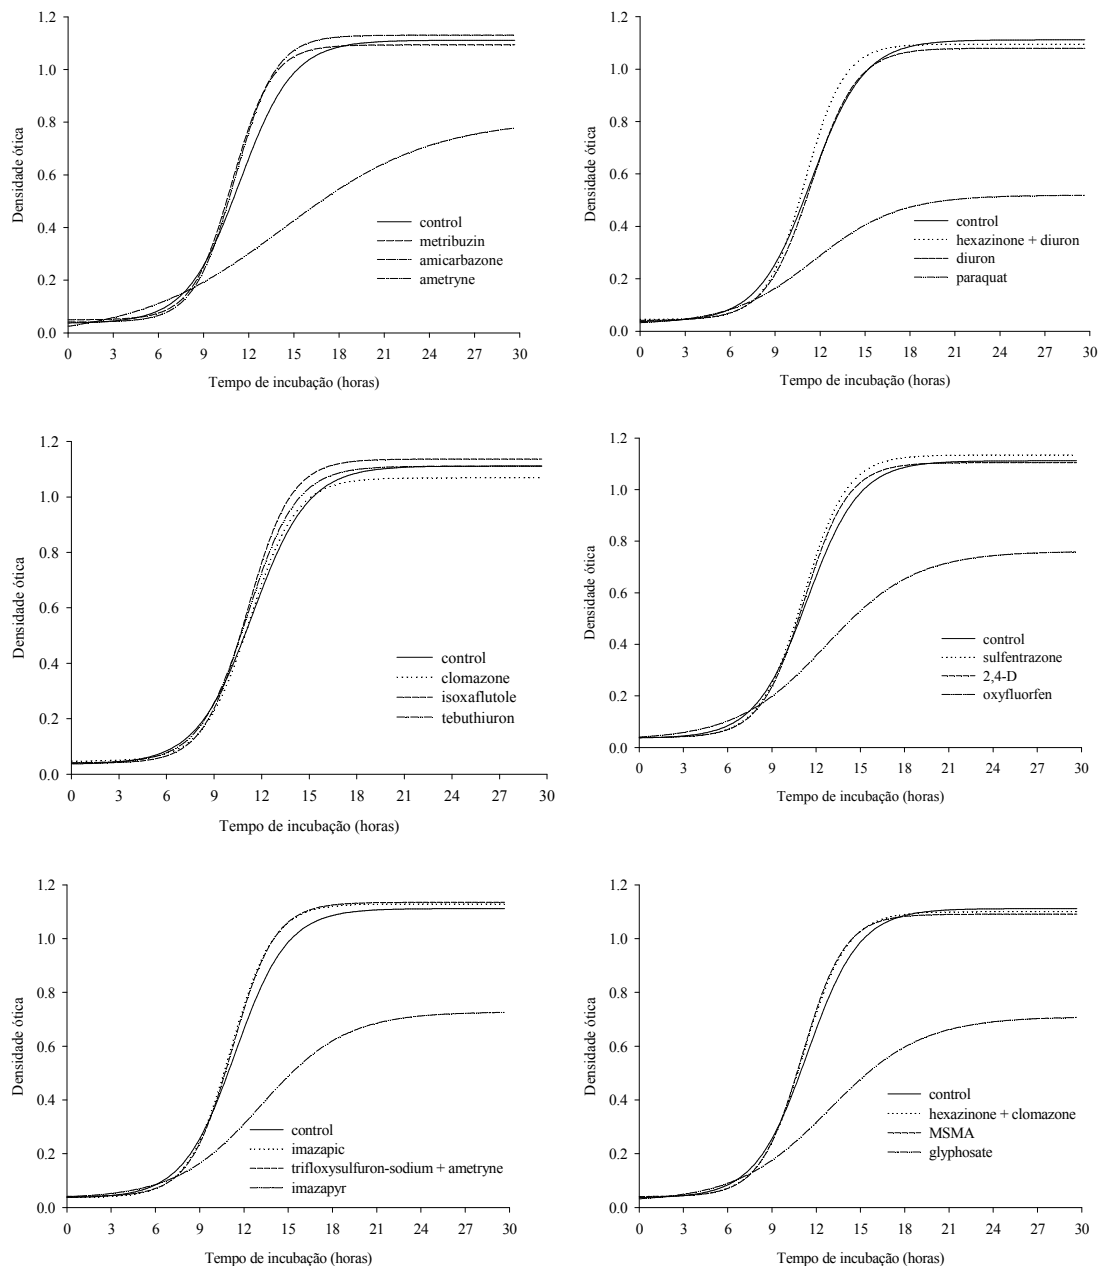 1.2
1.0
0.8
0.6
0.4
0.2
0.0
Densidade ótica
control
metribuzin
amicarbazone
ametryne
0 3 6 9 12 15 18 21 24 27 30
Tempo de incubação (horas)
1.2
1.0
0.8
0.6
0.4
0.2
0.0
Densidade ótica
control
hexazinone + diuron
diuron
paraquat
0 3 6 9 12 15 18 21 24 27 30
Tempo de incubação (horas)
1.2
1.0
0.8
0.6
0.4
0.2
0.0
Densidade ótica
control
clomazone
isoxaflutole
tebuthiuron
0 3 6 9 12 15 18 21 24 27 30
Tempo de incubação (horas)
1.2
1.0
0.8
0.6
0.4
0.2
0.0
Densidade ótica
control
sulfentrazone
2,4-D
oxyfluorfen
0 3 6 9 12 15 18 21 24 27 30
Tempo de incubação (horas)
1.2
1.0
0.8
0.6
0.4
0.2
0.0
Densidade ótica
control
imazapic
trifloxysulfuron-sodium + ametryne
imazapyr
0 3 6 9 12 15 18 21 24 27 30
Tempo de incubação (horas)
1.2
1.0
0.8
0.6
0.4
0.2
0.0
Densidade ótica
control
hexazinone + clomazone
MSMA
glyphosate
0 3 6 9 12 15 18 21 24 27 30
Tempo de incubação (horas)